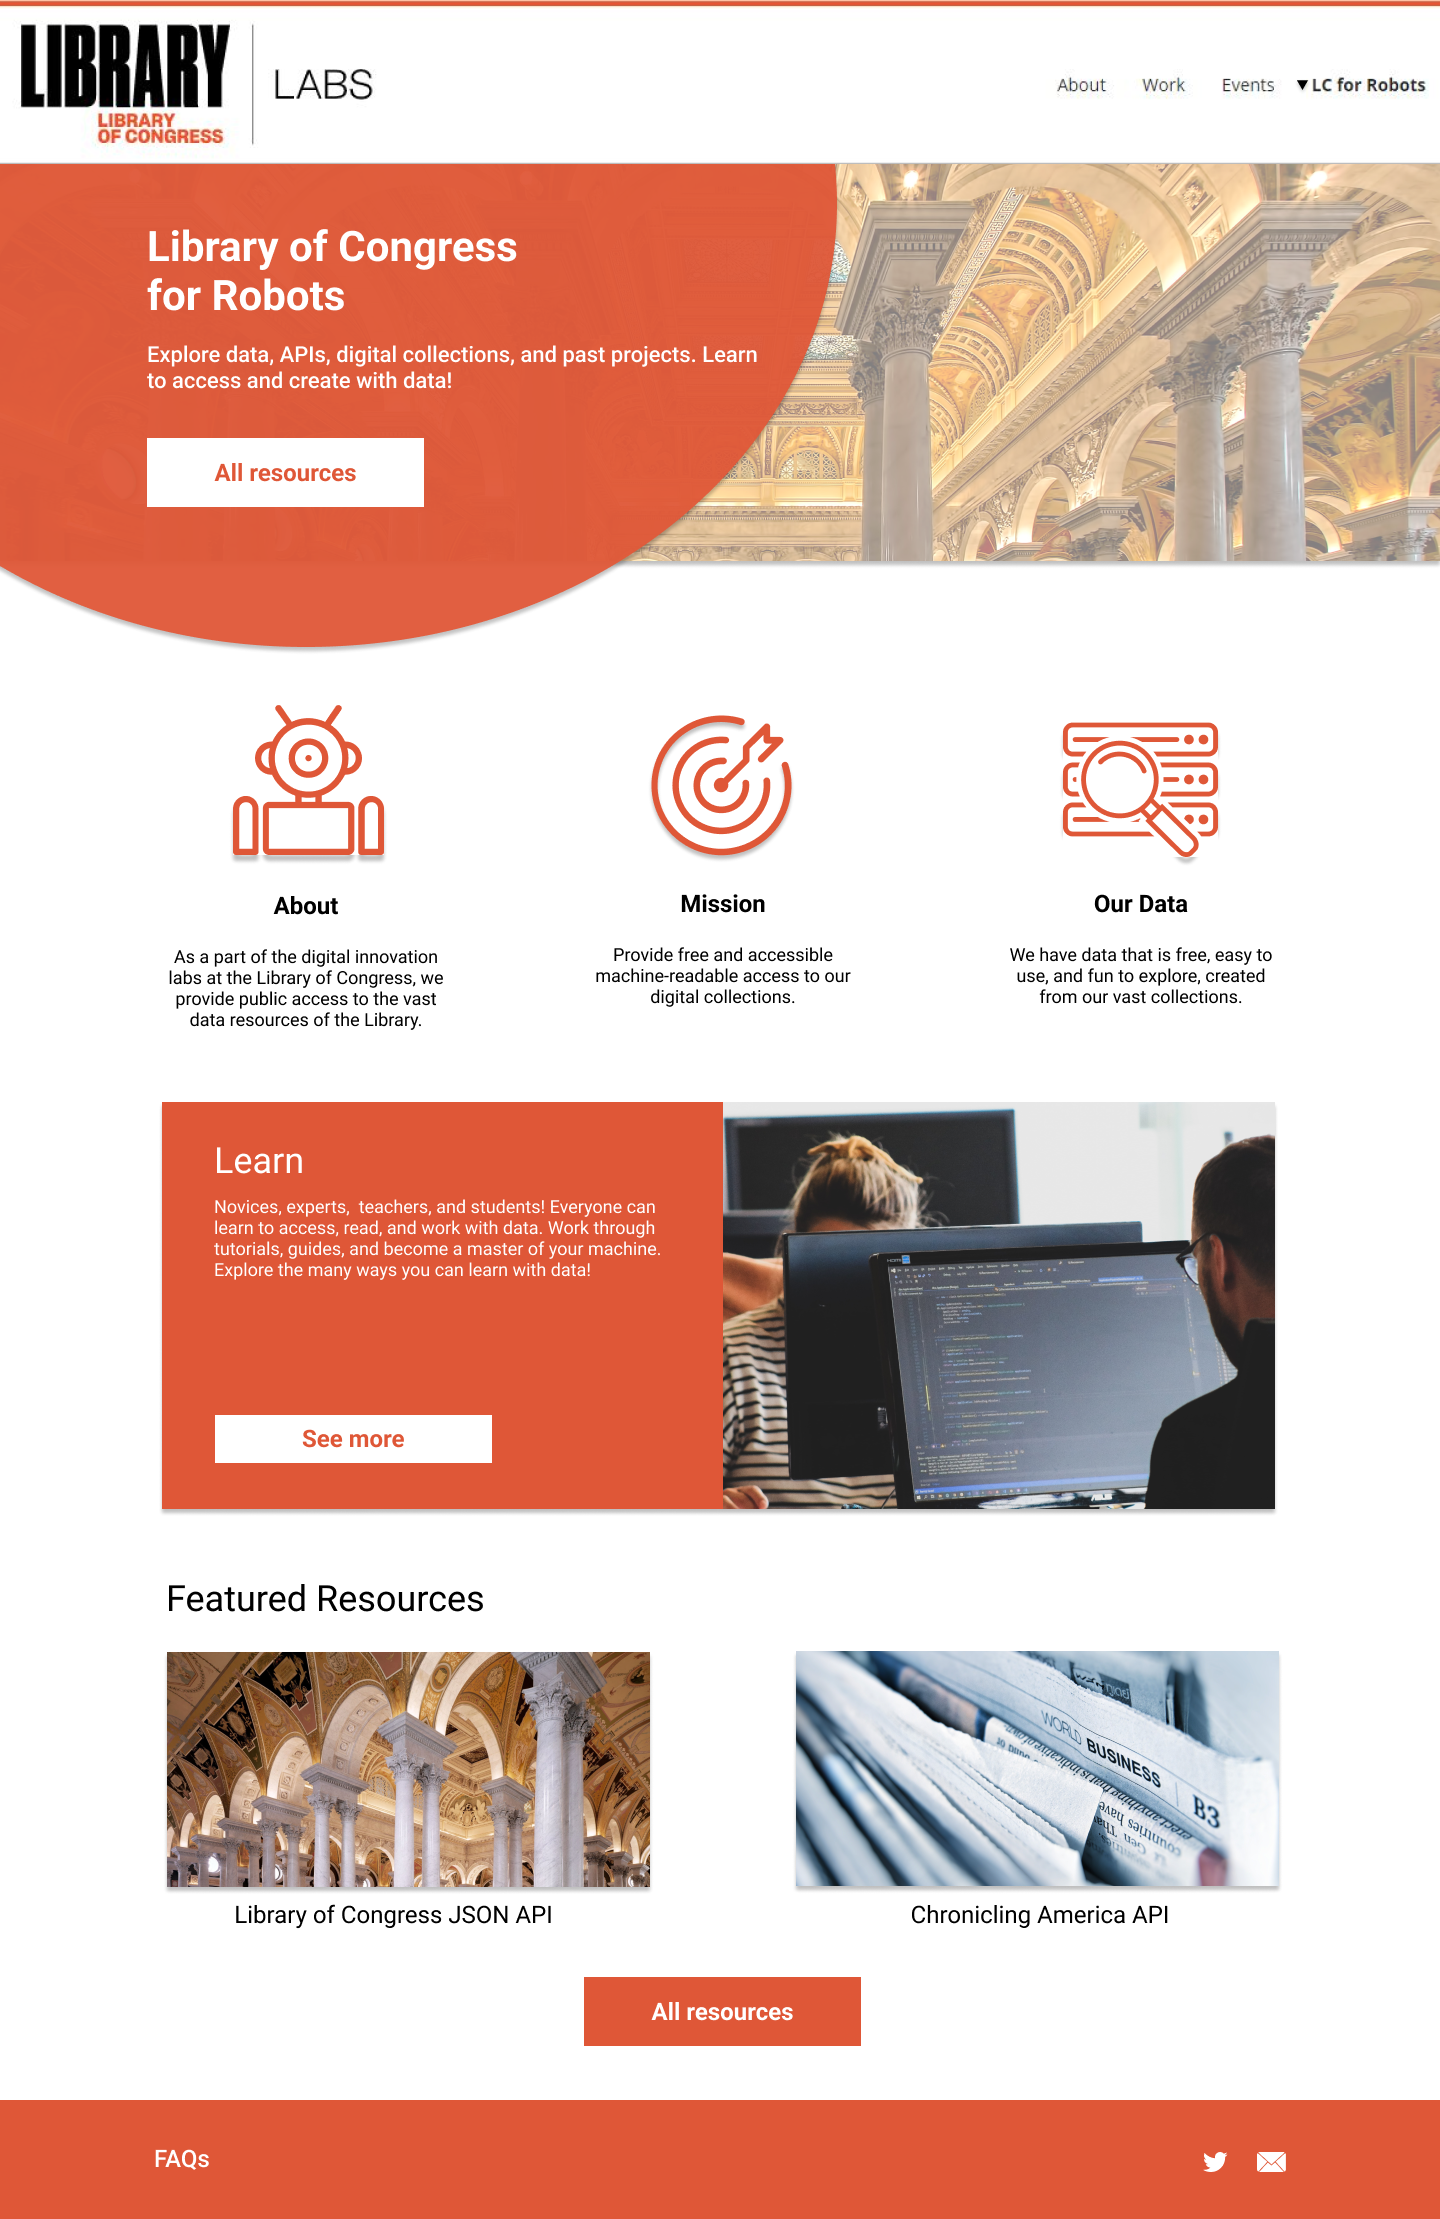 LIBRARY
LIBRARY
OF CONGRESS
LABS
About Work Events ▼LC for Robots
Library of Congress
for Robots
Explore data, APIs, digital collections, and past projects. Learn
to access and create with data!
All resources
About
As a part of the digital innovation
labs at the Library of Congress, we
provide public access to the vast
data resources of the Library.
Mission
Provide free and accessible
machine-readable access to our
digital collections.
Our Data
We have data that is free, easy to
use, and fun to explore, created
from our vast collections.
Learn
Novices, experts,  teachers, and students! Everyone can
learn to access, read, and work with data. Work through
tutorials, guides, and become a master of your machine.
Explore the many ways you can learn with data!
See more
Featured Resources
WORLD BUSINESS
B3
countries have
Library of Congress JSON API
Chronicling America API
All resources
FAQs